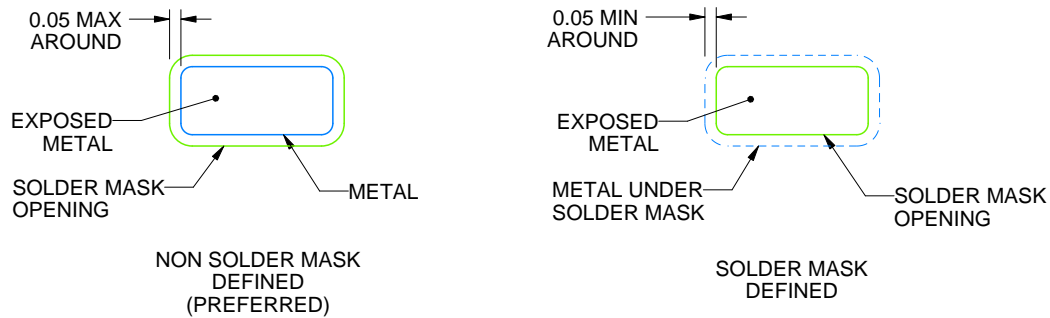 0.05 MAX
AROUND
EXPOSED
METAL
SOLDER MASK
OPENING
METAL
NON SOLDER MASK
DEFINED
(PREFERRED)
0.05 MIN
AROUND
EXPOSED
METAL
METAL UNDER
SOLDER MASK
SOLDER MASK
OPENING
SOLDER MASK
DEFINED